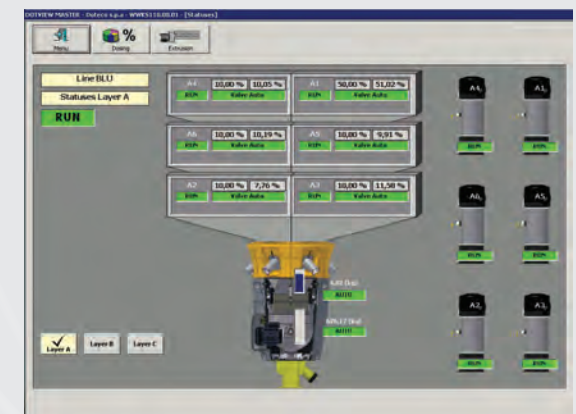 DOTVIEW MASTER - Doteco s.p.a - WWRES110.08.01 - [Statuses]
Menu
Dosing
%
Extrusion
Line BLU
Statuses Layer A
RUN
A4 10,00 % 10,05 %
RUN Valve Auto
A1 50,00 % 51,02 %
RUN Valve Auto
A6 10,00 % 10,19 %
RUN Valve Auto
A5 10,00 % 9,91 %
RUN Valve Auto
A2 10,00 % 7,76 %
RUN Valve Auto
A3 10,00 % 11,58 %
RUN Valve Auto
AUTO
AUTO
A4,
RUN
A1,
RUN
A6,
RUN
A5,
RUN
A2,
RUN
A3,
RUN
Layer A
Layer B
Layer C